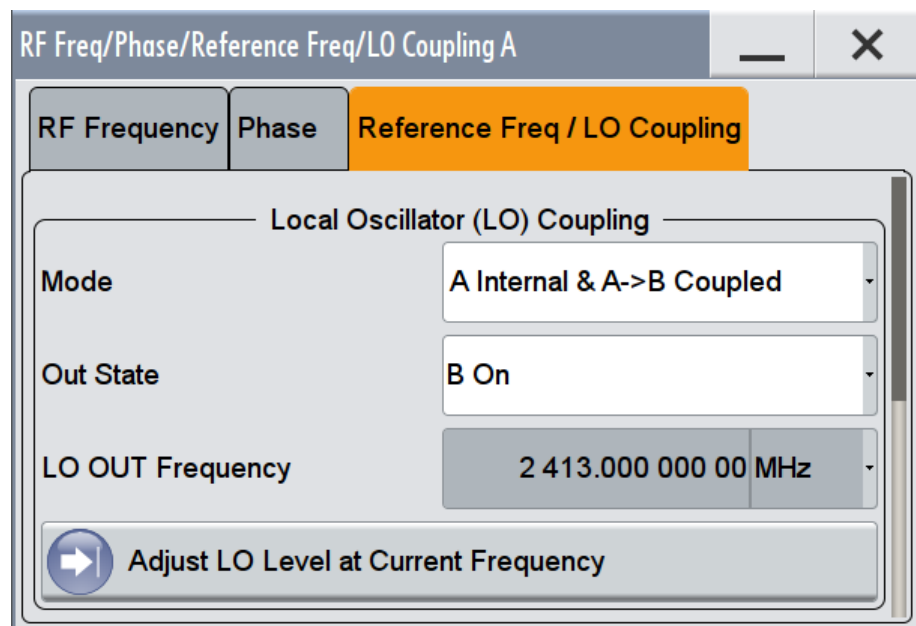 RF Freq/Phase/Reference Freq/LO Coupling A
RF Frequency Phase Reference Freq / LO Coupling
Local Oscillator (LO) Coupling
Mode A Internal & A->B Coupled
Out State B On
LO OUT Frequency 2 413.000 000 00 MHz
Adjust LO Level at Current Frequency